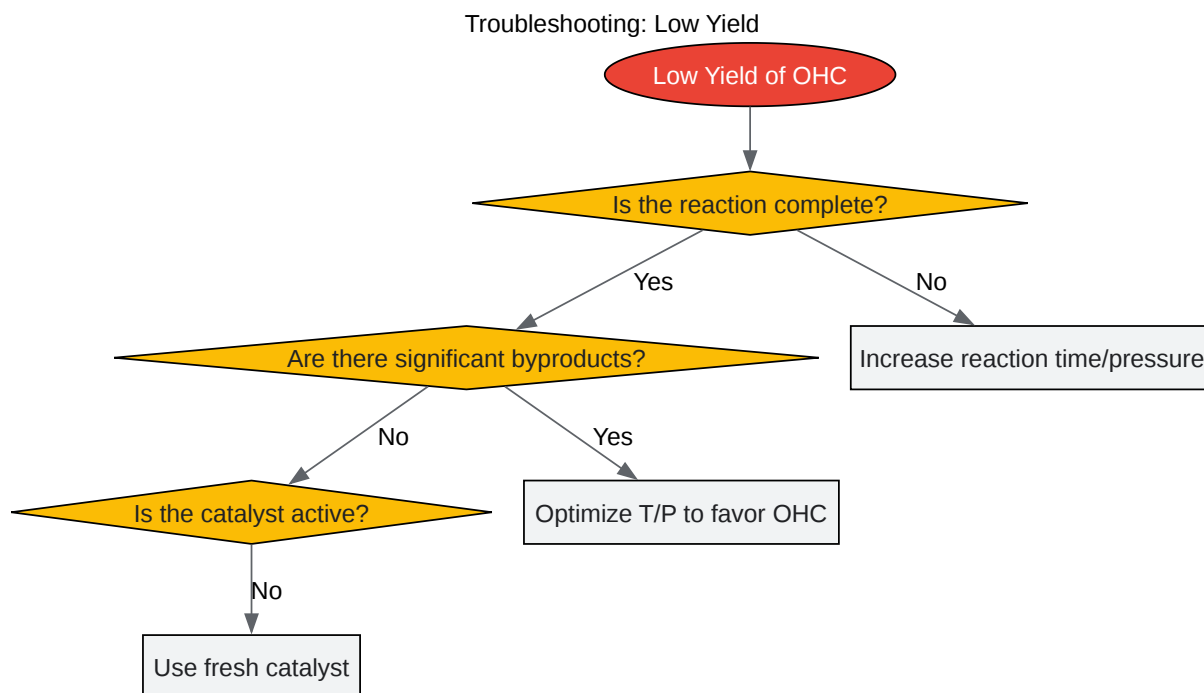 Troubleshooting: Low Yield
Low Yield of OHC
Is the reaction complete?
Yes
No
Are there significant byproducts?
Increase reaction time/pressure
No
Yes
Is the catalyst active?
Optimize T/P to favor OHC
No
Use fresh catalyst